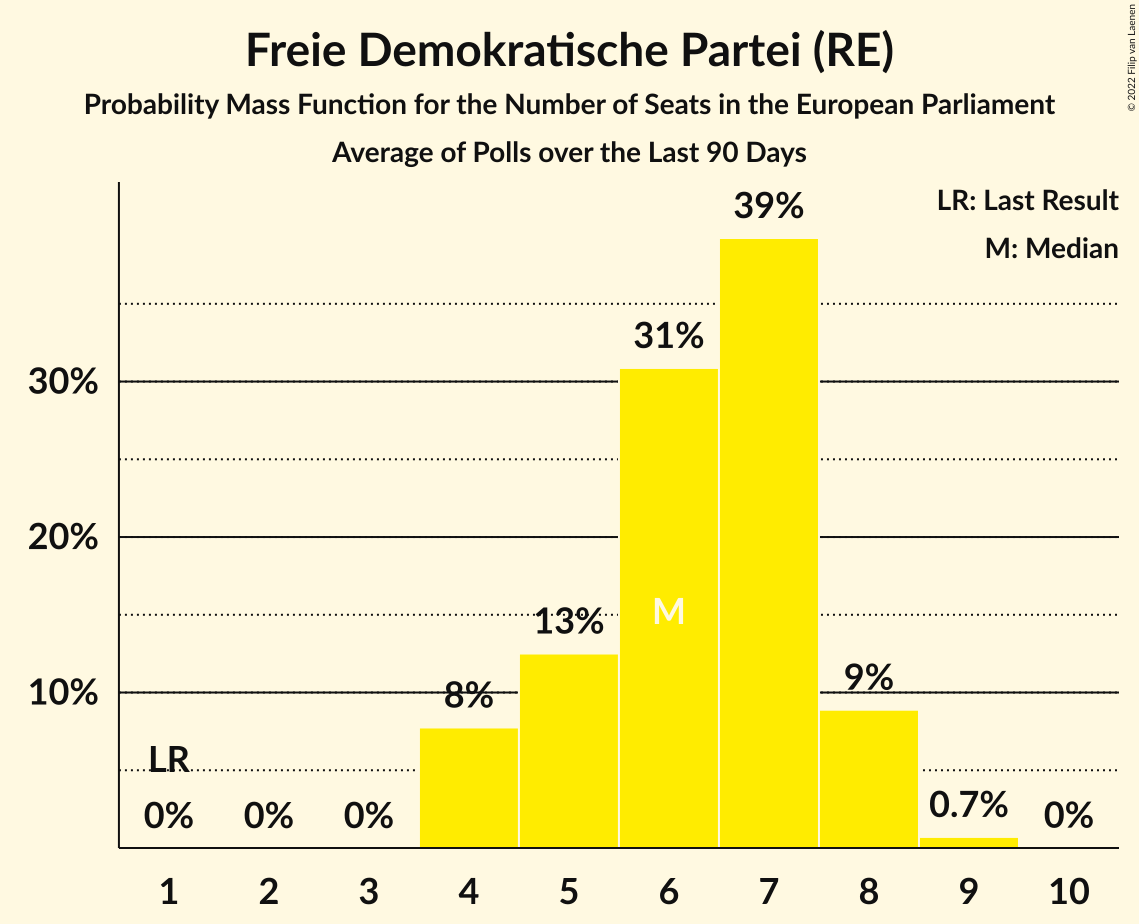 Freie Demokratische Partei (RE)
Probability Mass Function for the Number of Seats in the European Parliament
Average of Polls over the Last 90 Days
© 2022 Filip van Laenen
LR: Last Result
M: Median
39%
31%
30%
20%
13%
M
10%
8%
9%
LR
0%
0%
0%
0.7%
0%
1 2 3 4 5 6 7 8 9 10